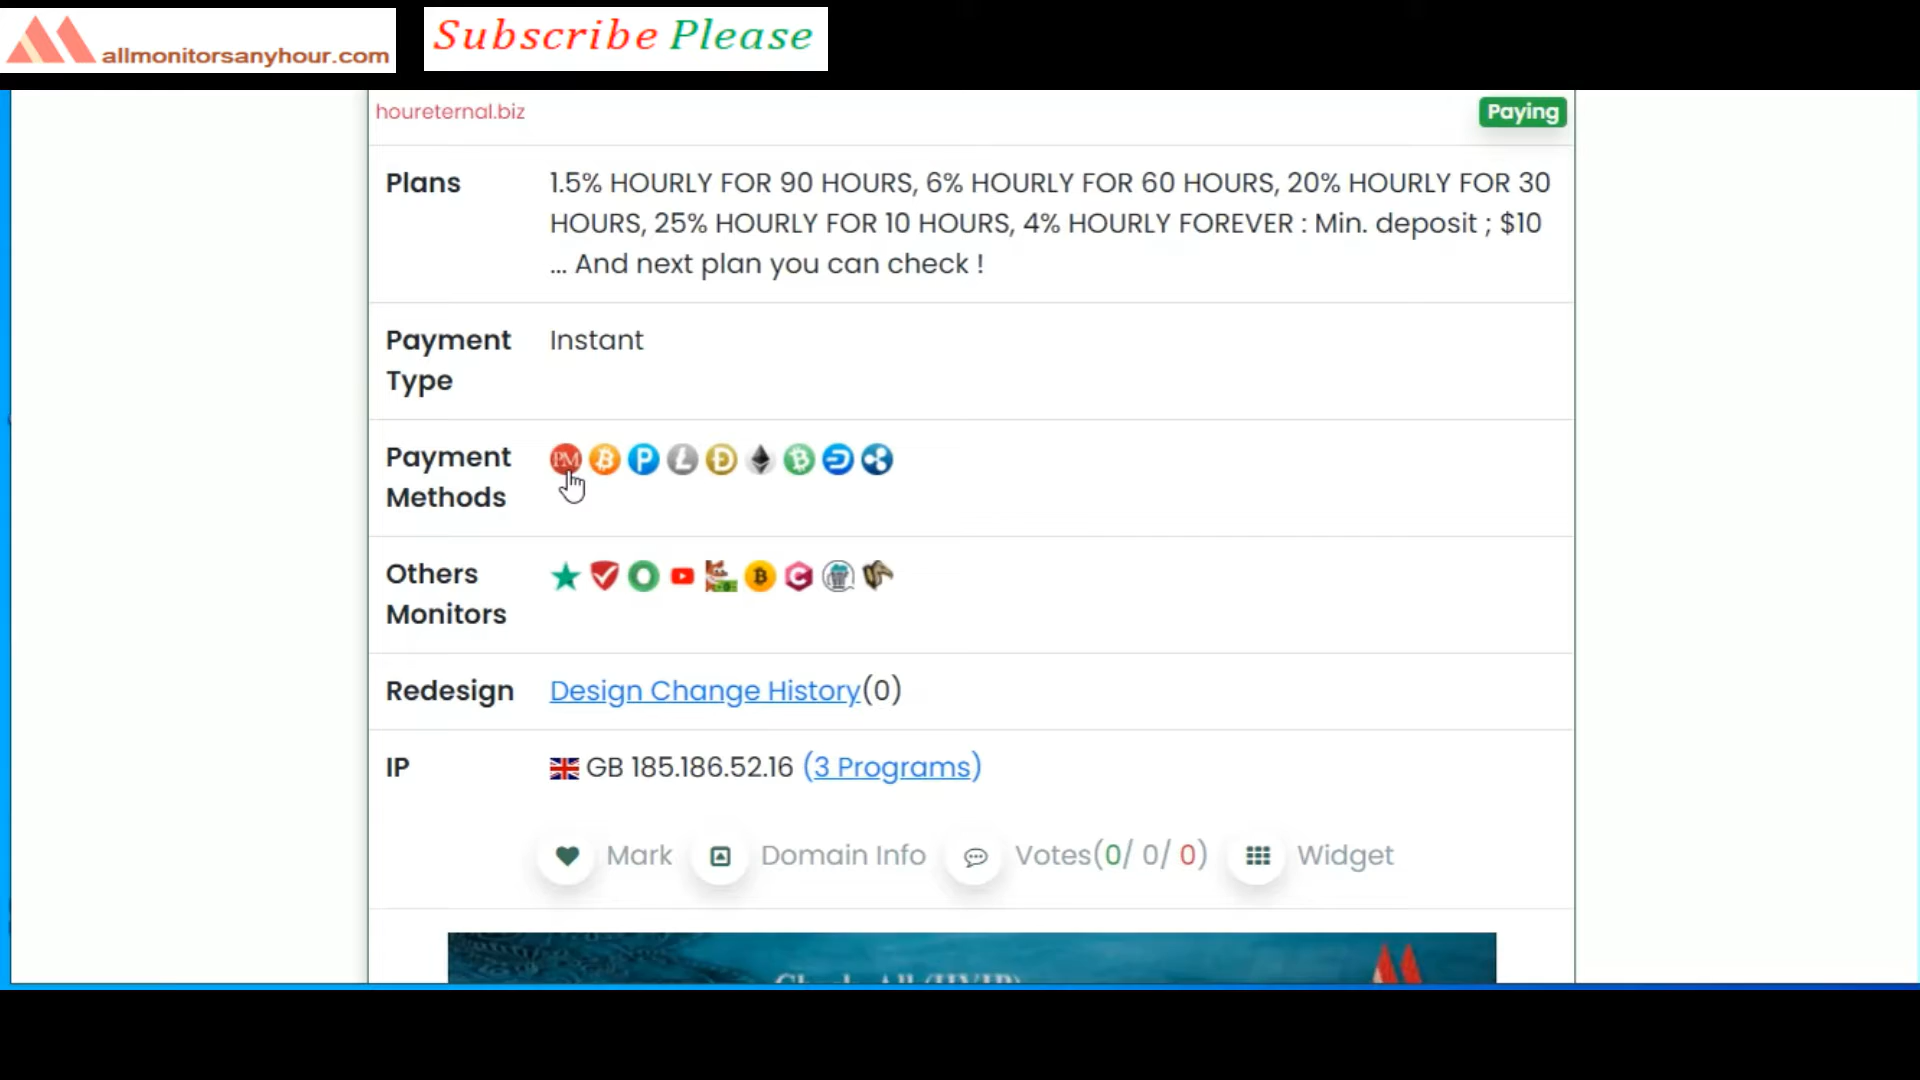 allmonitorsanyhour.com
Subscribe Please
houreternal.biz
Paying
Plans
1.5% HOURLY FOR 90 HOURS, 6% HOURLY FOR 60 HOURS, 20% HOURLY FOR 30
HOURS, 25% HOURLY FOR 10 HOURS, 4% HOURLY FOREVER : Min. deposit ; $10
... And next plan you can check !
Payment
Type
Instant
Payment
Methods
PM
Others
Monitors
Redesign
Design Change History(0)
IP
GB 185.186.52.16 (3 Programs)
Mark
Domain Info
Votes(0/ 0/ 0)
Widget